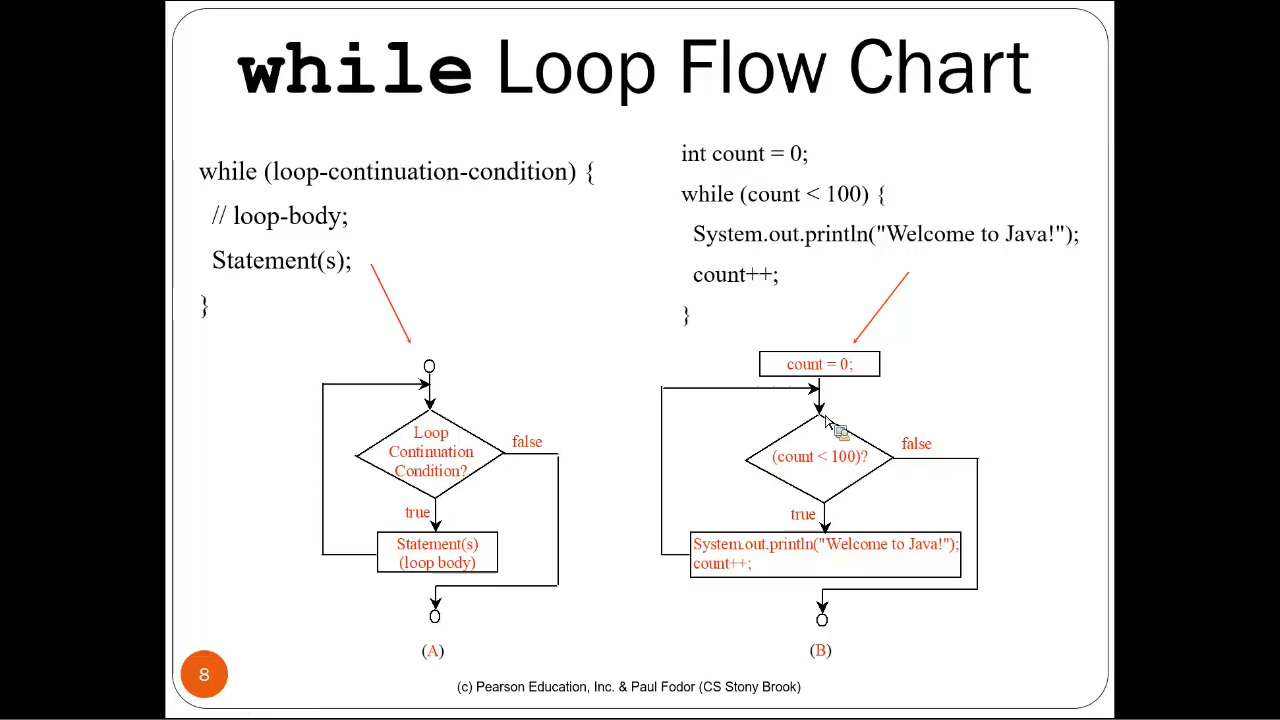 while Loop Flow Chart
while (loop-continuation-condition) {
// loop-body;
Statement(s);
}
int count = 0;
while (count < 100) {
System.out.println("Welcome to Java!");
count++;
}
Loop
Continuation
Condition?
false
true
Statement(s)
(loop body)
(A)
count = 0;
(count < 100)?
false
true
System.out.println("Welcome to Java!");
count++;
(B)
8
(c) Pearson Education, Inc. & Paul Fodor (CS Stony Brook)